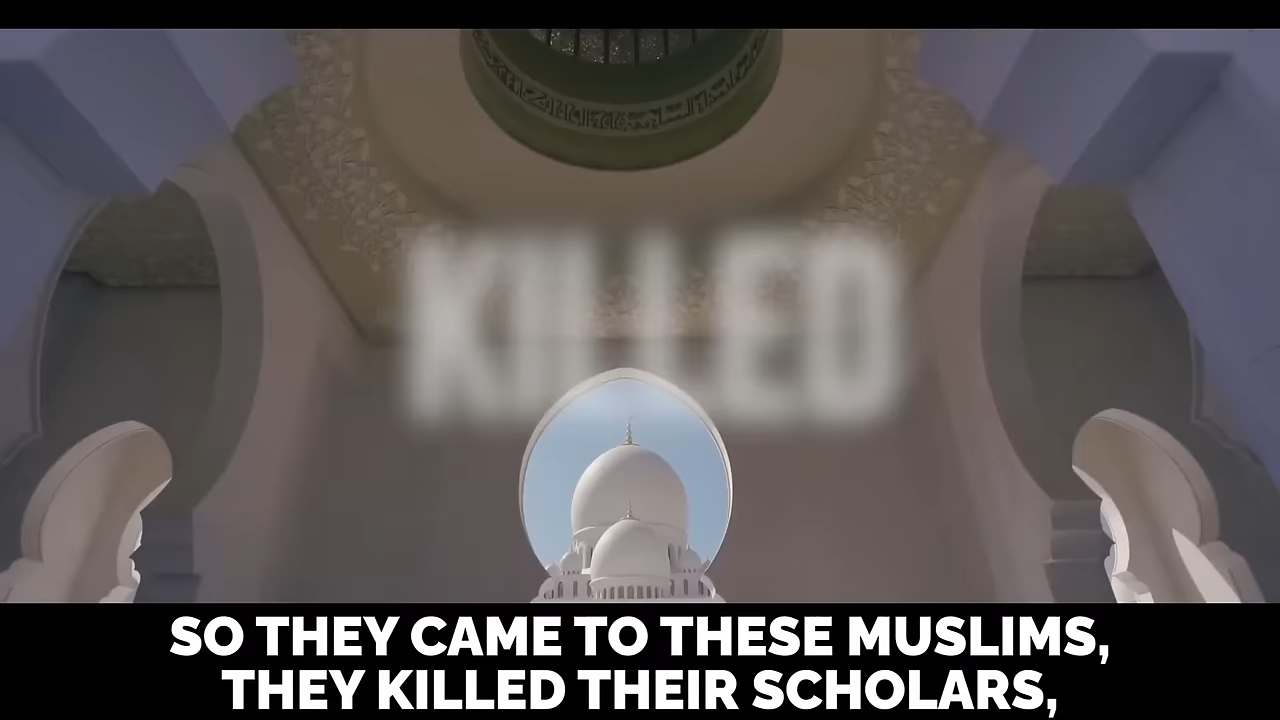 KILLED
SO THEY CAME TO THESE MUSLIMS,
THEY KILLED THEIR SCHOLARS,